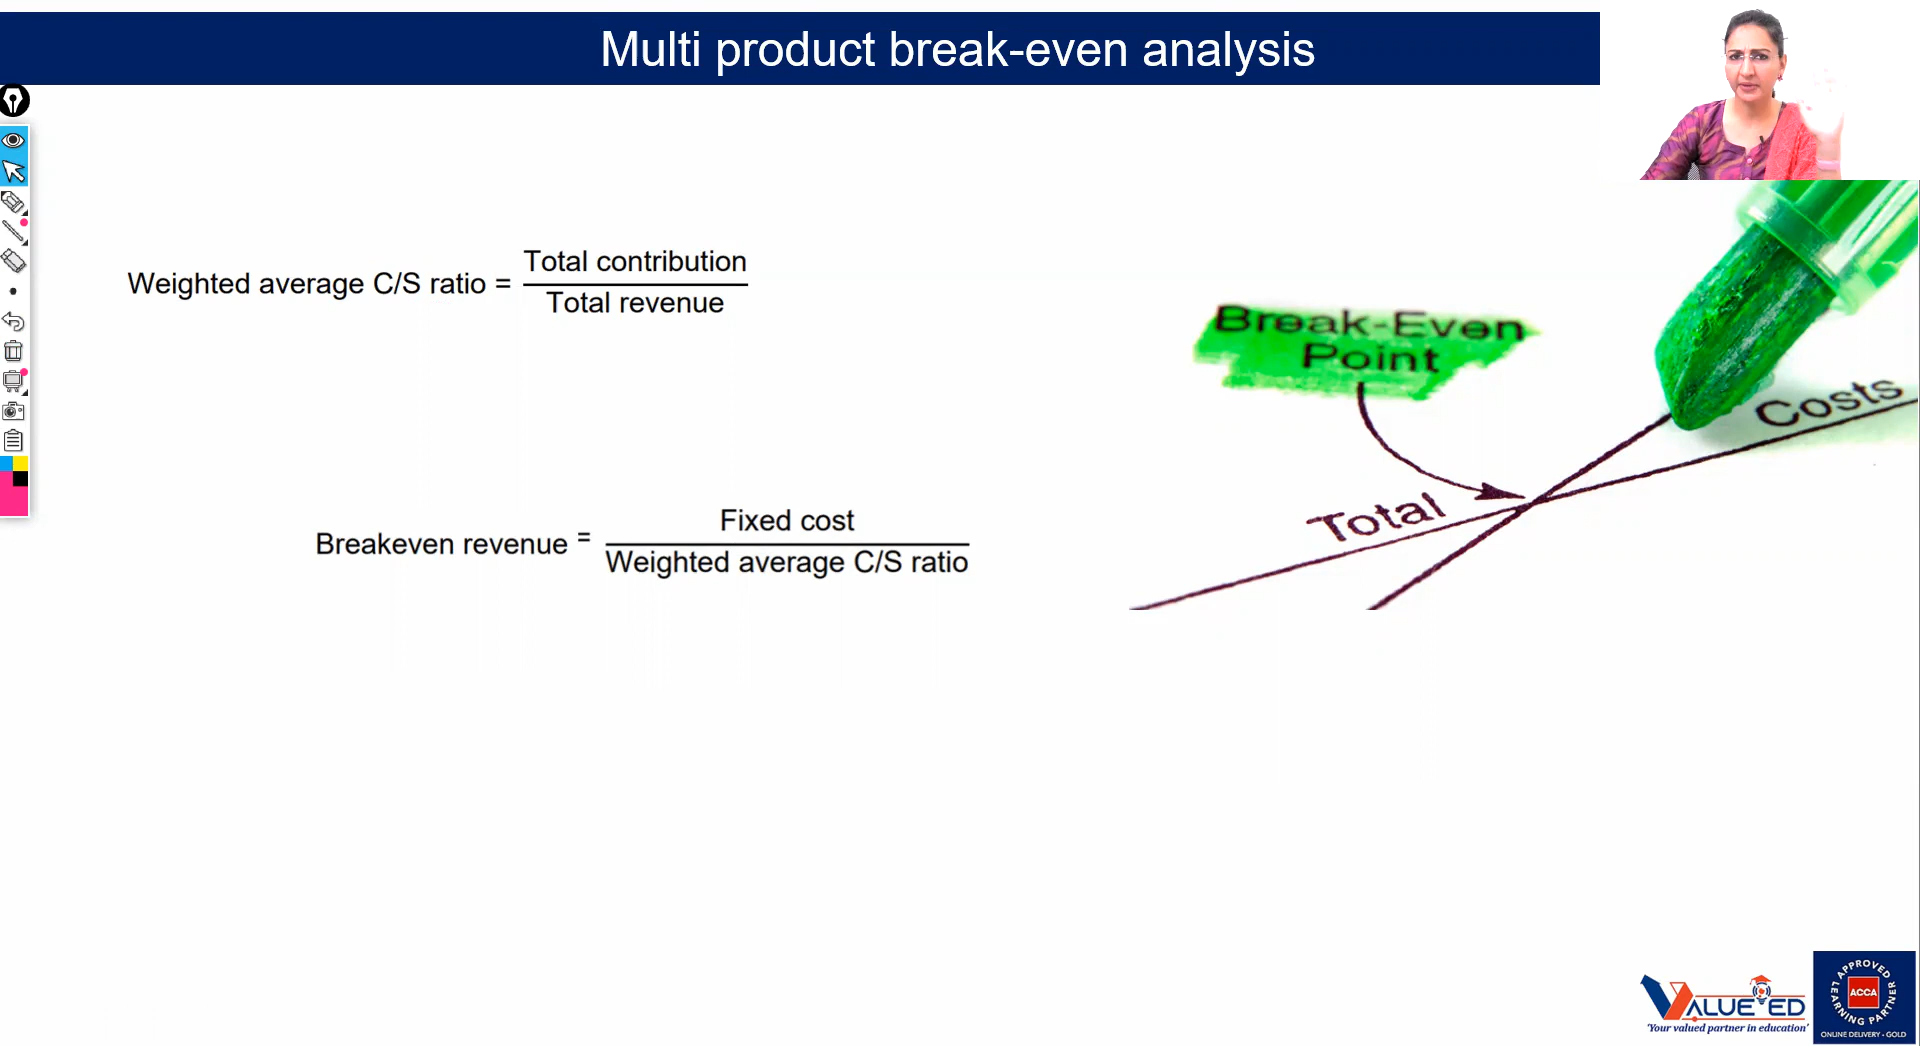 Multi product break-even analysis
Weighted average C/S ratio = Total contribution
Total revenue
Breakeven revenue = Fixed cost
Weighted average C/S ratio
Break-Even
Point
Total
Costs
VALUE ED
'Your valued partner in education'
APPROVED
ACCA
LEARNING PARTNER
ONLINE DELIVERY - GOLD